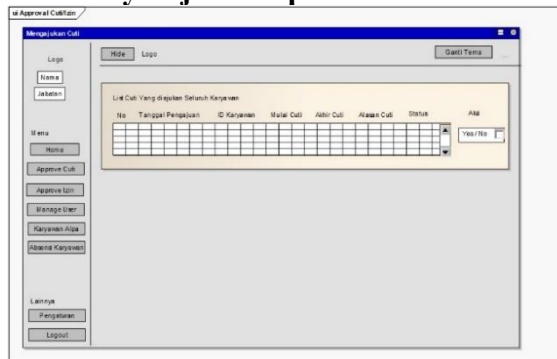 ui Approval Cuti/Izin
Mengajukan Cuti
Logo
Nama
Jabatan
Menu
Home
Approve Cuti
Approve Izin
Manage User
Karyawan Alpa
Absensi Karyawan
Lainnya
Pengaturan
Logout
Hide Logo Ganti Tema
List Cuti Yang diajukan Seluruh Karyawan
No Tanggal Pengajuan ID Karyawan Mulai Cuti Akhir Cuti Alasan Cuti Status Aksi
Yes/No